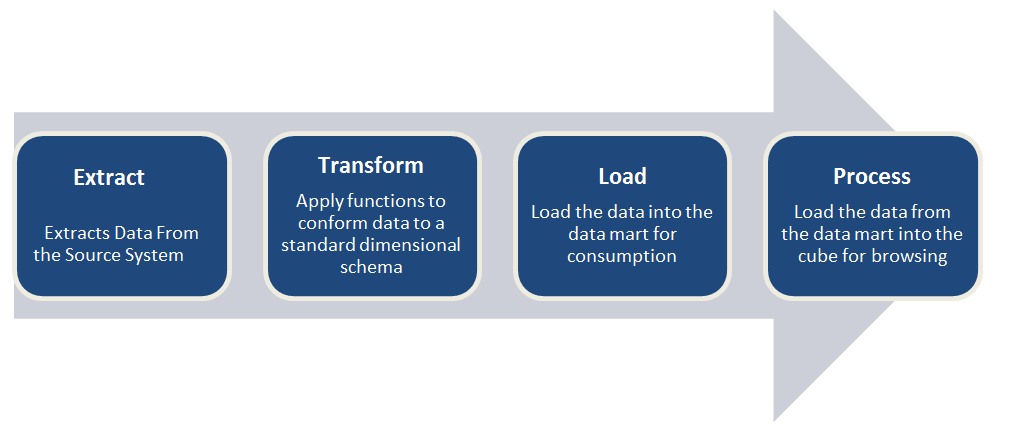 Extract
Extracts Data From
the Source System
Transform
Apply functions to
conform data to a
standard dimensional
schema
Load
Load the data into the
data mart for
consumption
Process
Load the data from
the data mart into the
cube for browsing